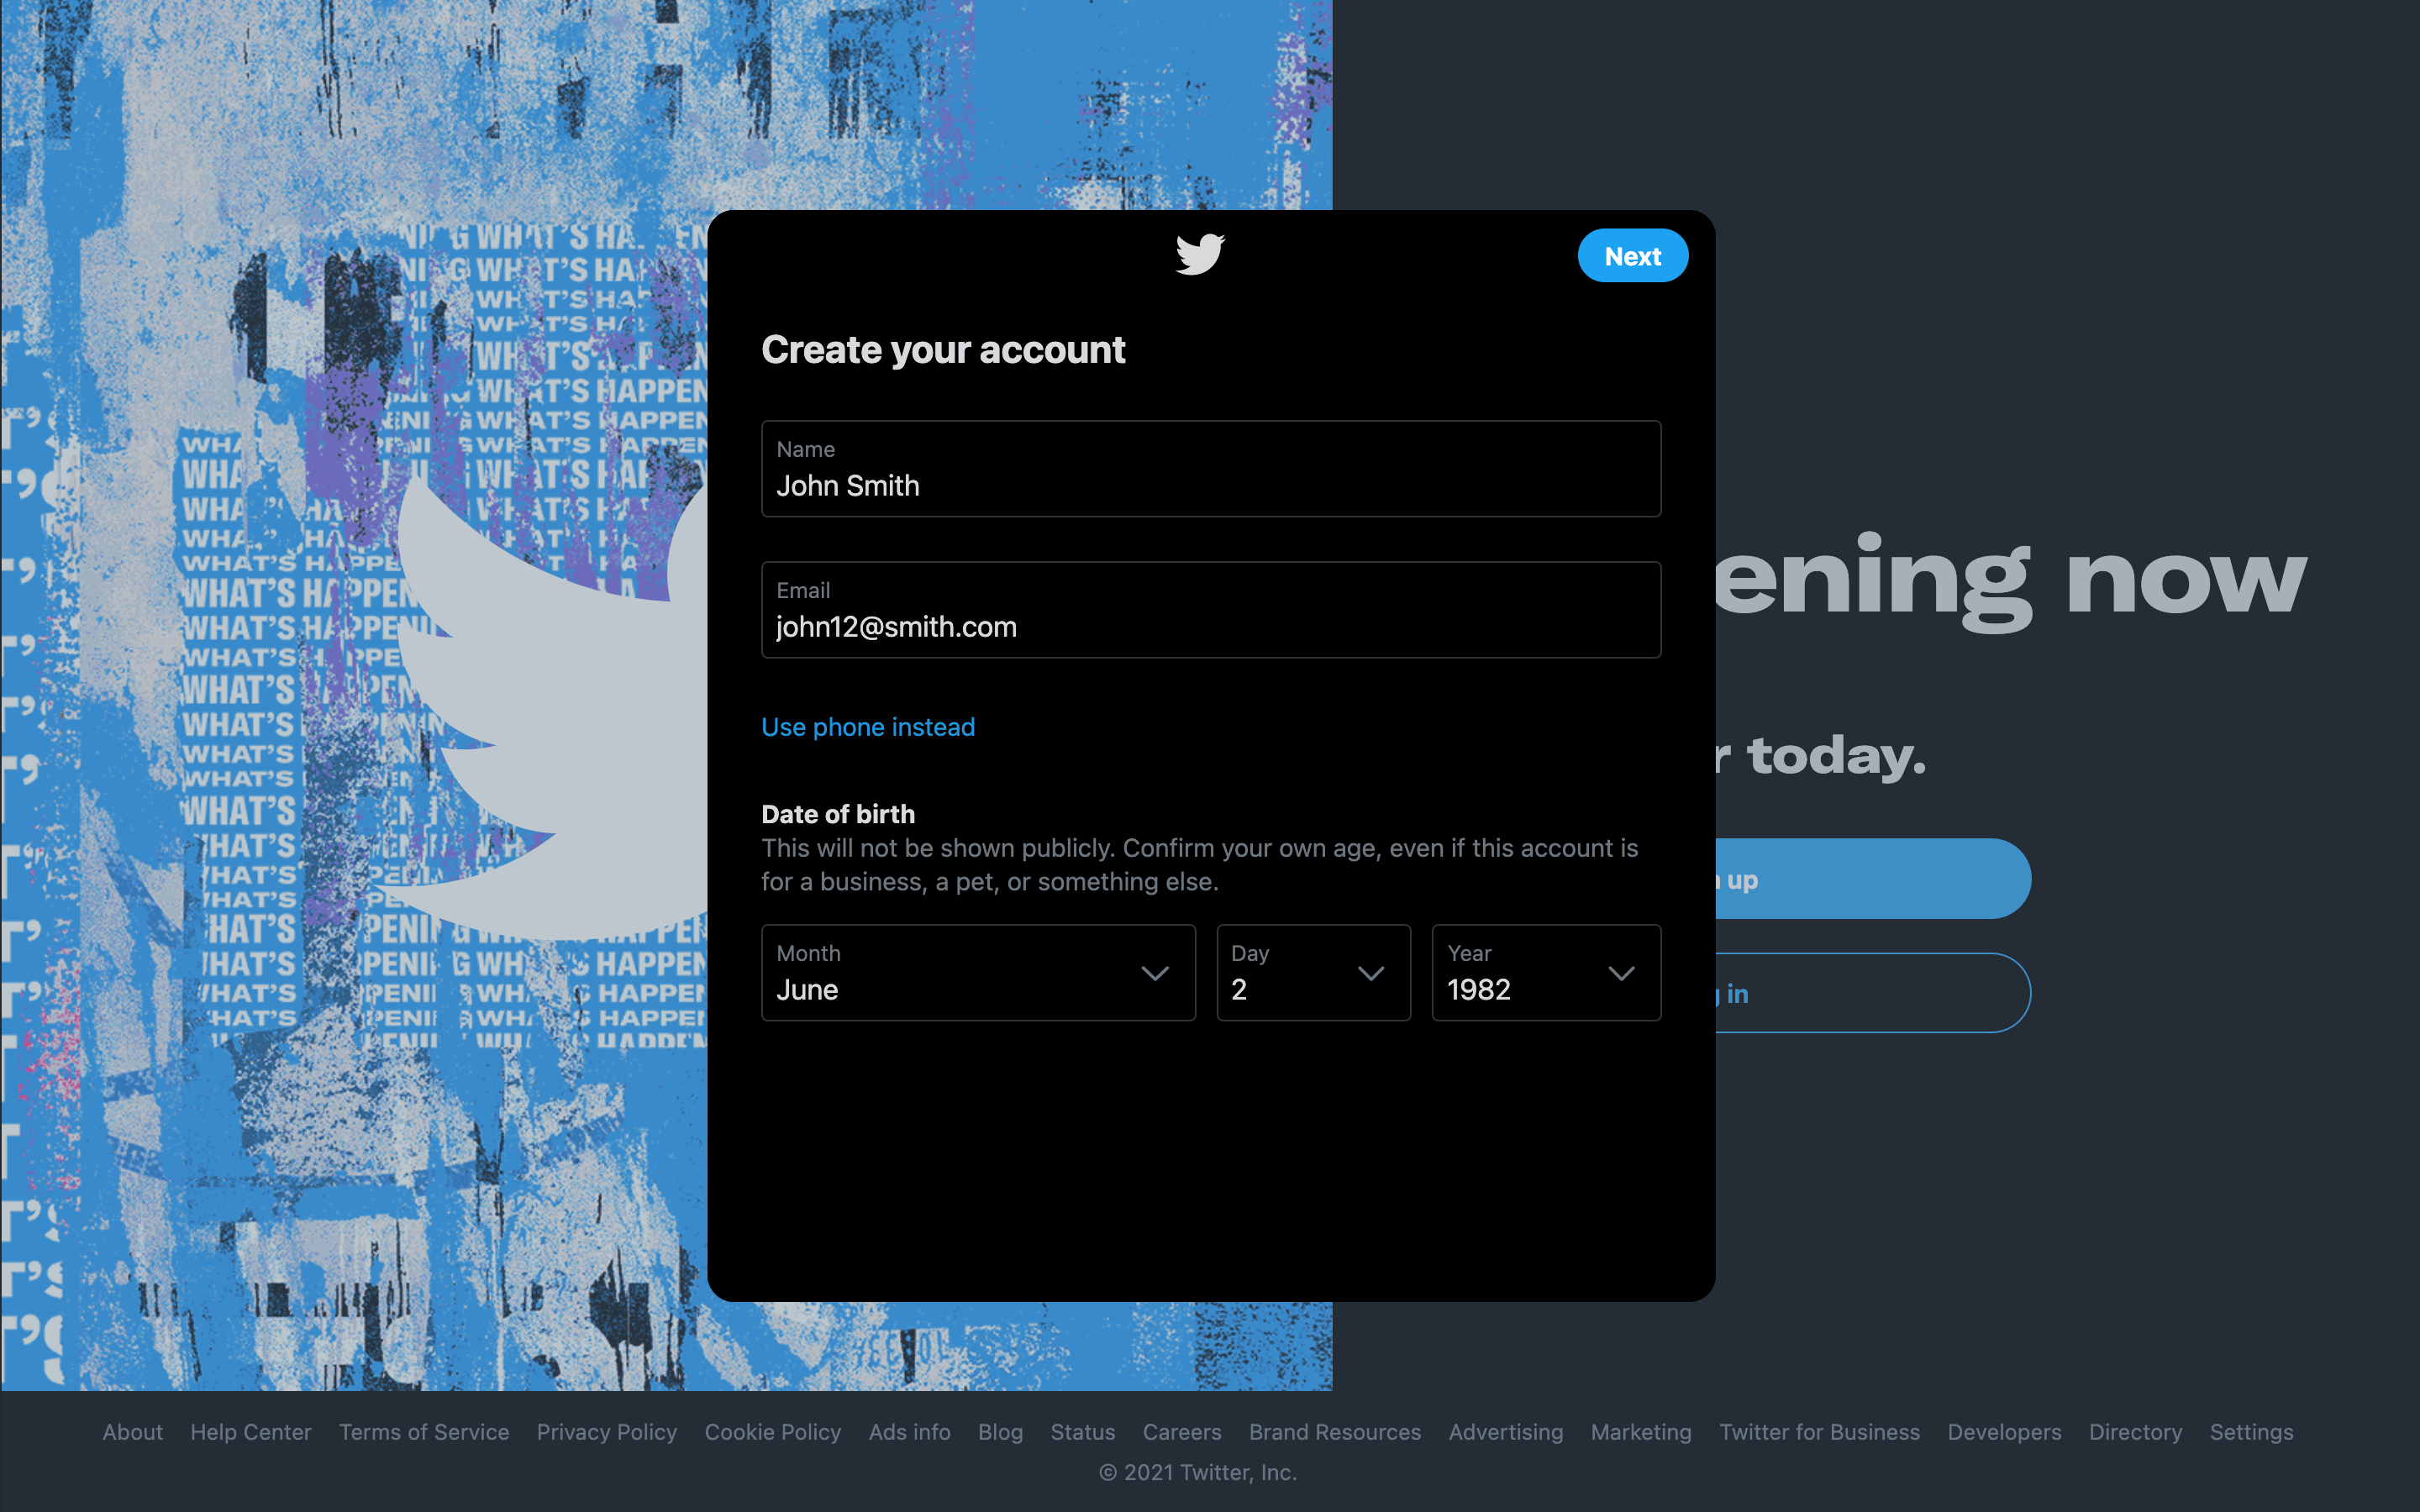 Next
Create your account
Name
John Smith
Email
john12@smith.com
Use phone instead
Date of birth
This will not be shown publicly. Confirm your own age, even if this account is
for a business, a pet, or something else.
Month
June
Day
2
Year
1982
ening now
r today.
up
in
About Help Center Terms of Service Privacy Policy Cookie Policy Ads info Blog Status Careers Brand Resources Advertising Marketing Twitter for Business Developers Directory Settings
© 2021 Twitter, Inc.